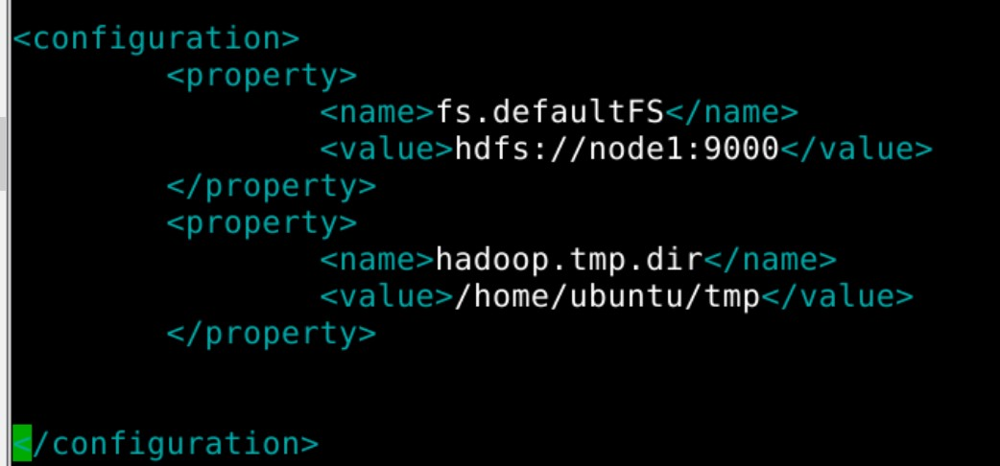 <configuration>
<property>
<name>fs.defaultFS</name>
<value>hdfs://node1:9000</value>
</property>
<property>
<name>hadoop.tmp.dir</name>
<value>/home/ubuntu/tmp</value>
</property>
</configuration>